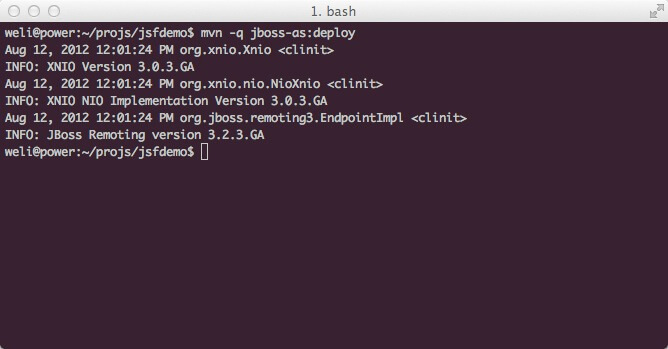 1. bash
weli@power:~/projs/jsfdemo$ mvn -q jboss-as:deploy
Aug 12, 2012 12:01:24 PM org.xnio.Xnio <clinit>
INFO: XNIO Version 3.0.3.GA
Aug 12, 2012 12:01:24 PM org.xnio.nio.NioXnio <clinit>
INFO: XNIO NIO Implementation Version 3.0.3.GA
Aug 12, 2012 12:01:24 PM org.jboss.remoting3.EndpointImpl <clinit>
INFO: JBoss Remoting version 3.2.3.GA
weli@power:~/projs/jsfdemo$